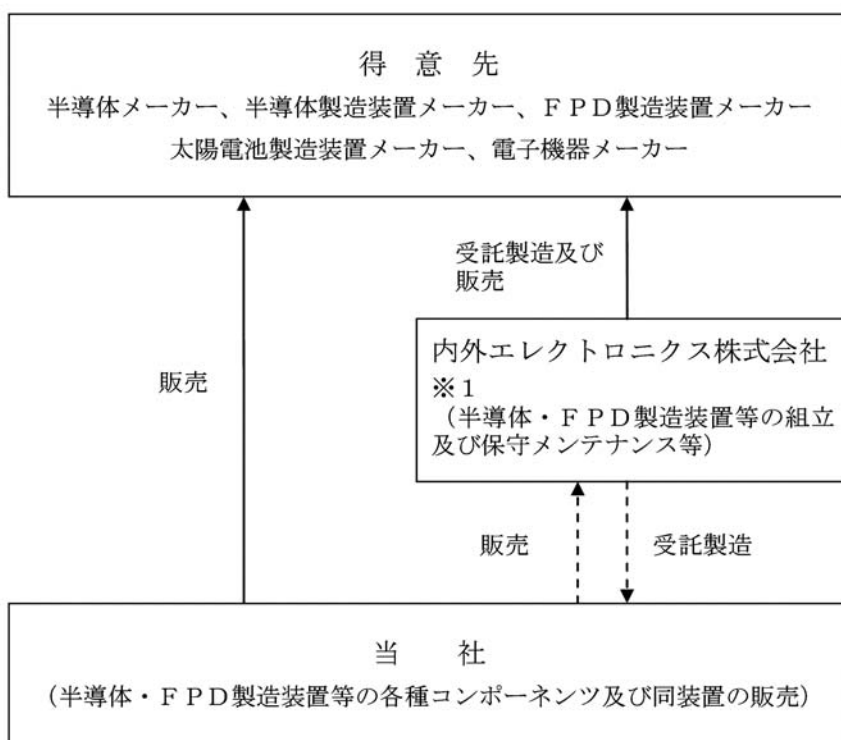 得 意 先
半導体メーカー、半導体製造装置メーカー、ＦＰＤ製造装置メーカー
太陽電池製造装置メーカー、電子機器メーカー
受託製造及び
販売
内外エレクトロニクス株式会社
※１
（半導体・ＦＰＤ製造装置等の組立
及び保守メンテナンス等）
販売
販売
受託製造
当 社
（半導体・ＦＰＤ製造装置等の各種コンポーネンツ及び同装置の販売）